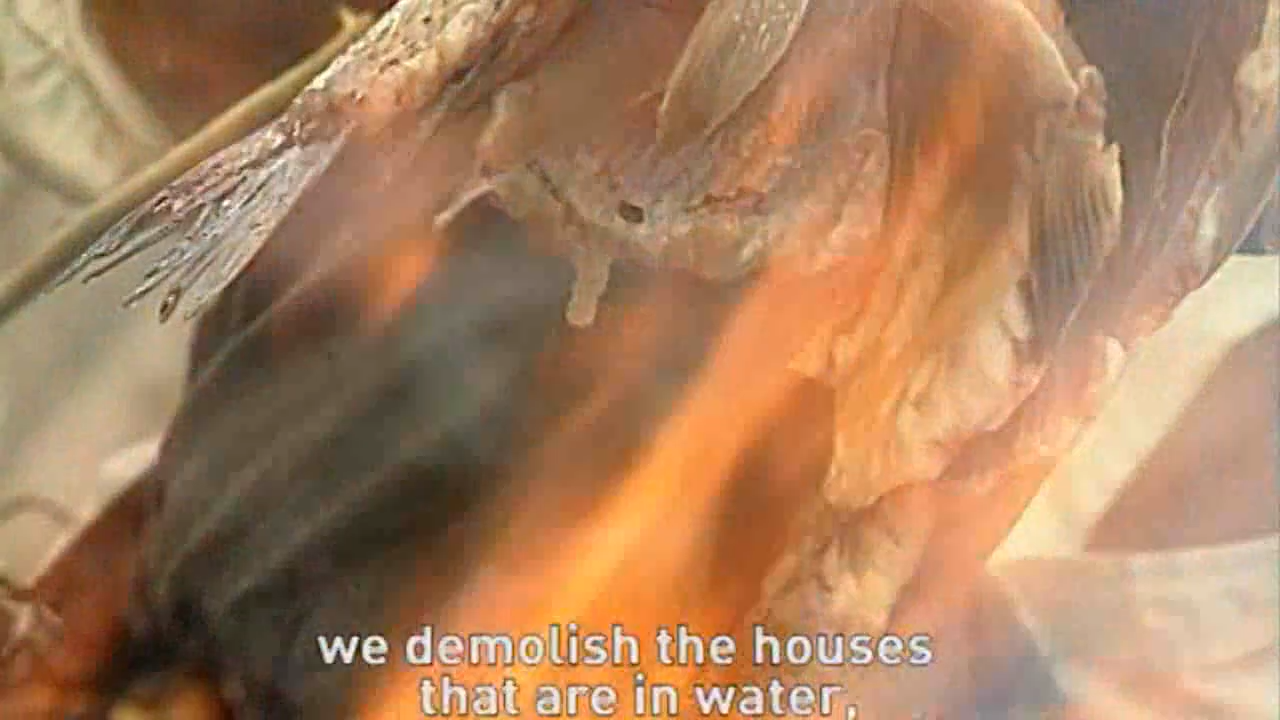 we demolish the houses
that are in water,